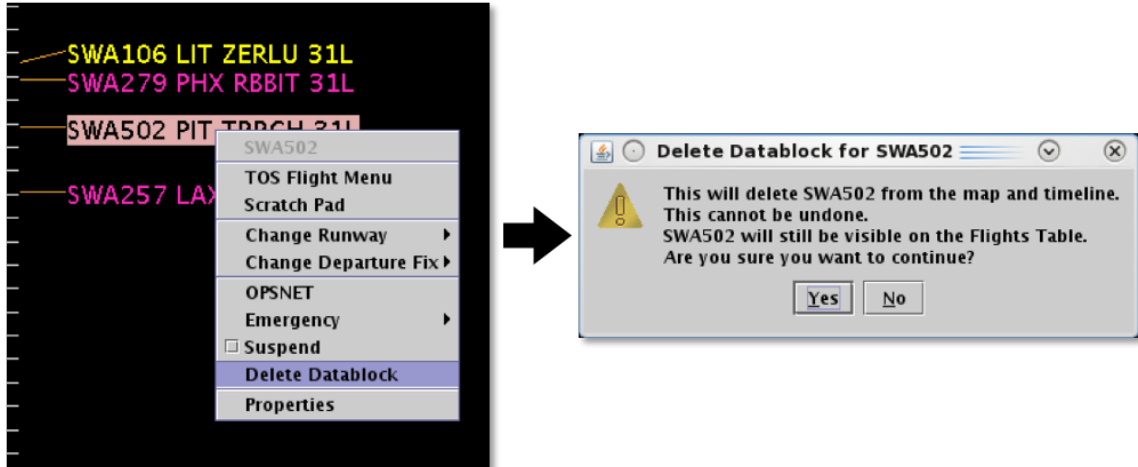 SWA106 LIT ZERLU 31L
SWA279 PHX RBBIT 31L
SWA502 PIT TRRCH 31L
SWA257 LAX
SWA502
TOS Flight Menu
Scratch Pad
Change Runway
Change Departure Fix
OPSNET
Emergency
Suspend
Delete Datablock
Properties
Delete Datablock for SWA502
This will delete SWA502 from the map and timeline.
This cannot be undone.
SWA502 will still be visible on the Flights Table.
Are you sure you want to continue?
Yes No